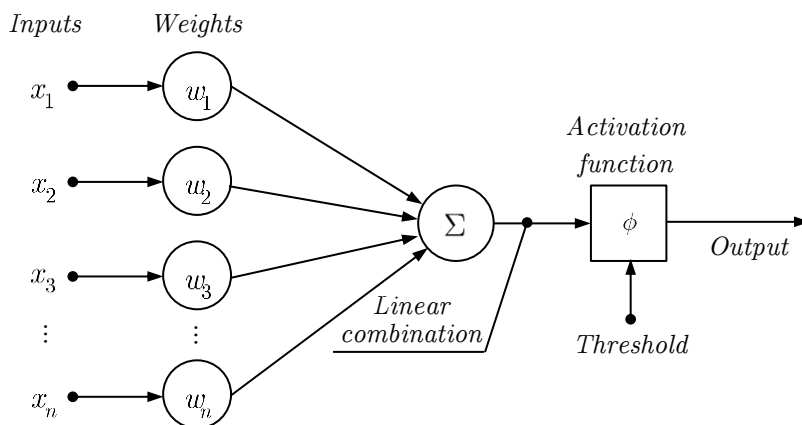 Inputs
Weights
x₁
w₁
x₂
w₂
x₃
w₃
⋮
⋮
xₙ
wₙ
Σ
Linear
combination
Activation
function
ϕ
Output
Threshold